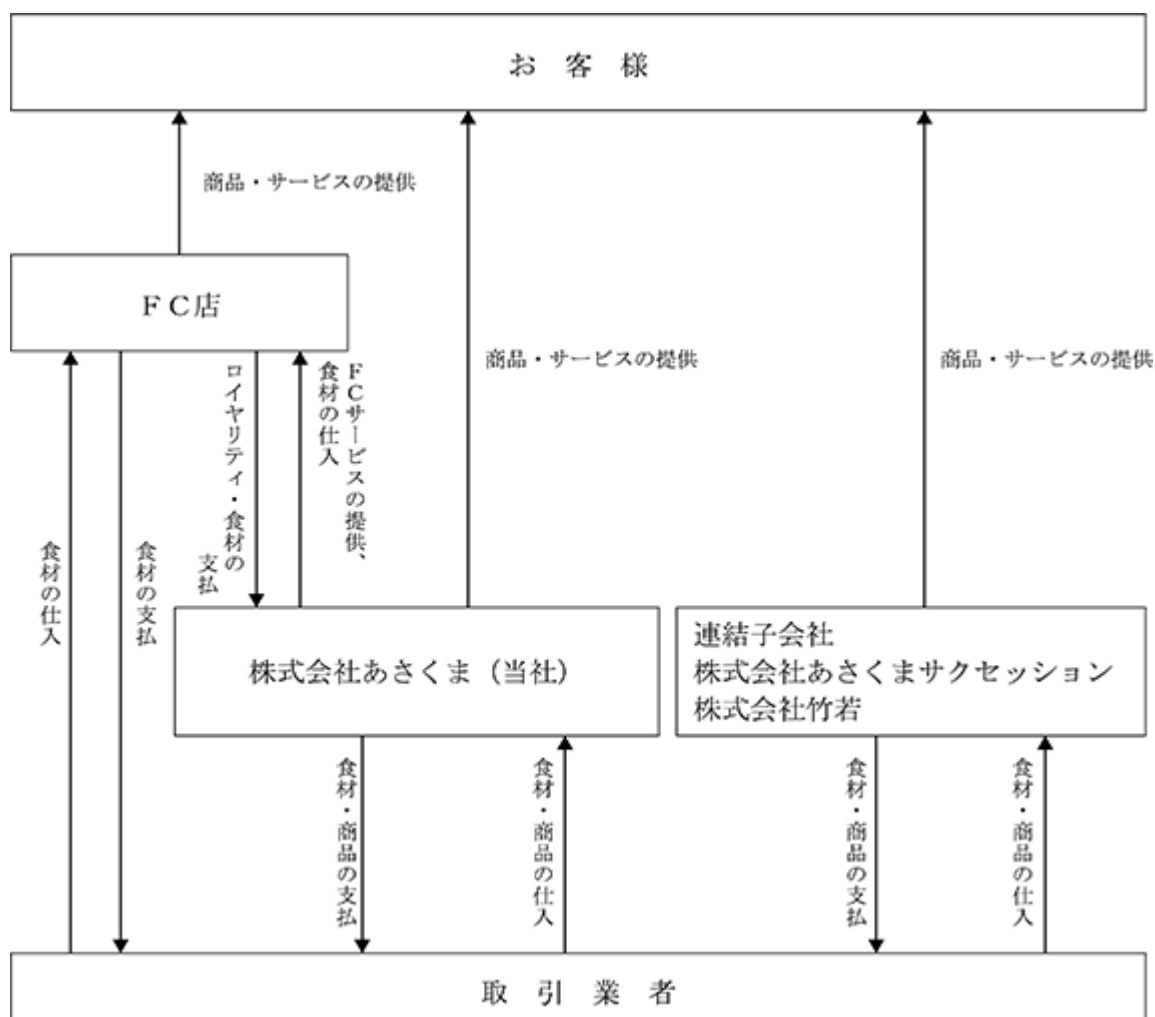 お 客 様
商品・サービスの提供
FC店
商品・サービスの提供
商品・サービスの提供
食材の仕入
食材の支払
ロイヤリティ・食材の
支払
FCサービスの提供、
食材の仕入
株式会社あさくま（当社）
連結子会社
株式会社あさくまサクセッション
株式会社竹若
食材・商品の支払
食材・商品の仕入
食材・商品の支払
食材・商品の仕入
取 引 業 者